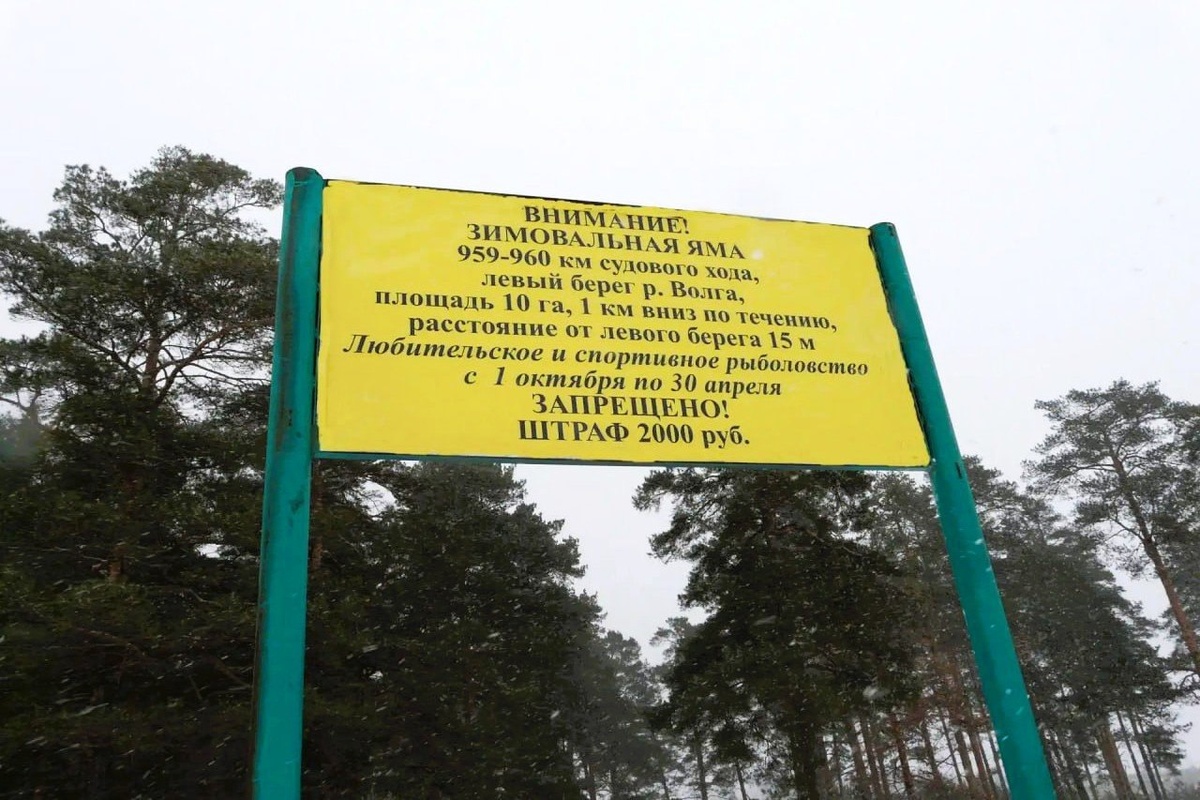 ВНИМАНИЕ!
ЗИМОВАЛЬНАЯ ЯМА
959-960 км судового хода,
левый берег р. Волга,
площадь 10 га, 1 км вниз по течению,
расстояние от левого берега 15 м
Любительское и спортивное рыболовство
с 1 октября по 30 апреля
ЗАПРЕЩЕНО!
ШТРАФ 2000 руб.